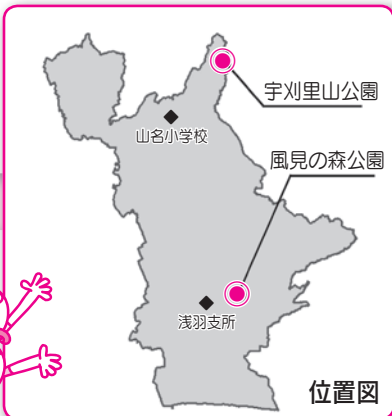 宇刈里山公園
山名小学校
風見の森公園
浅羽支所
位置図